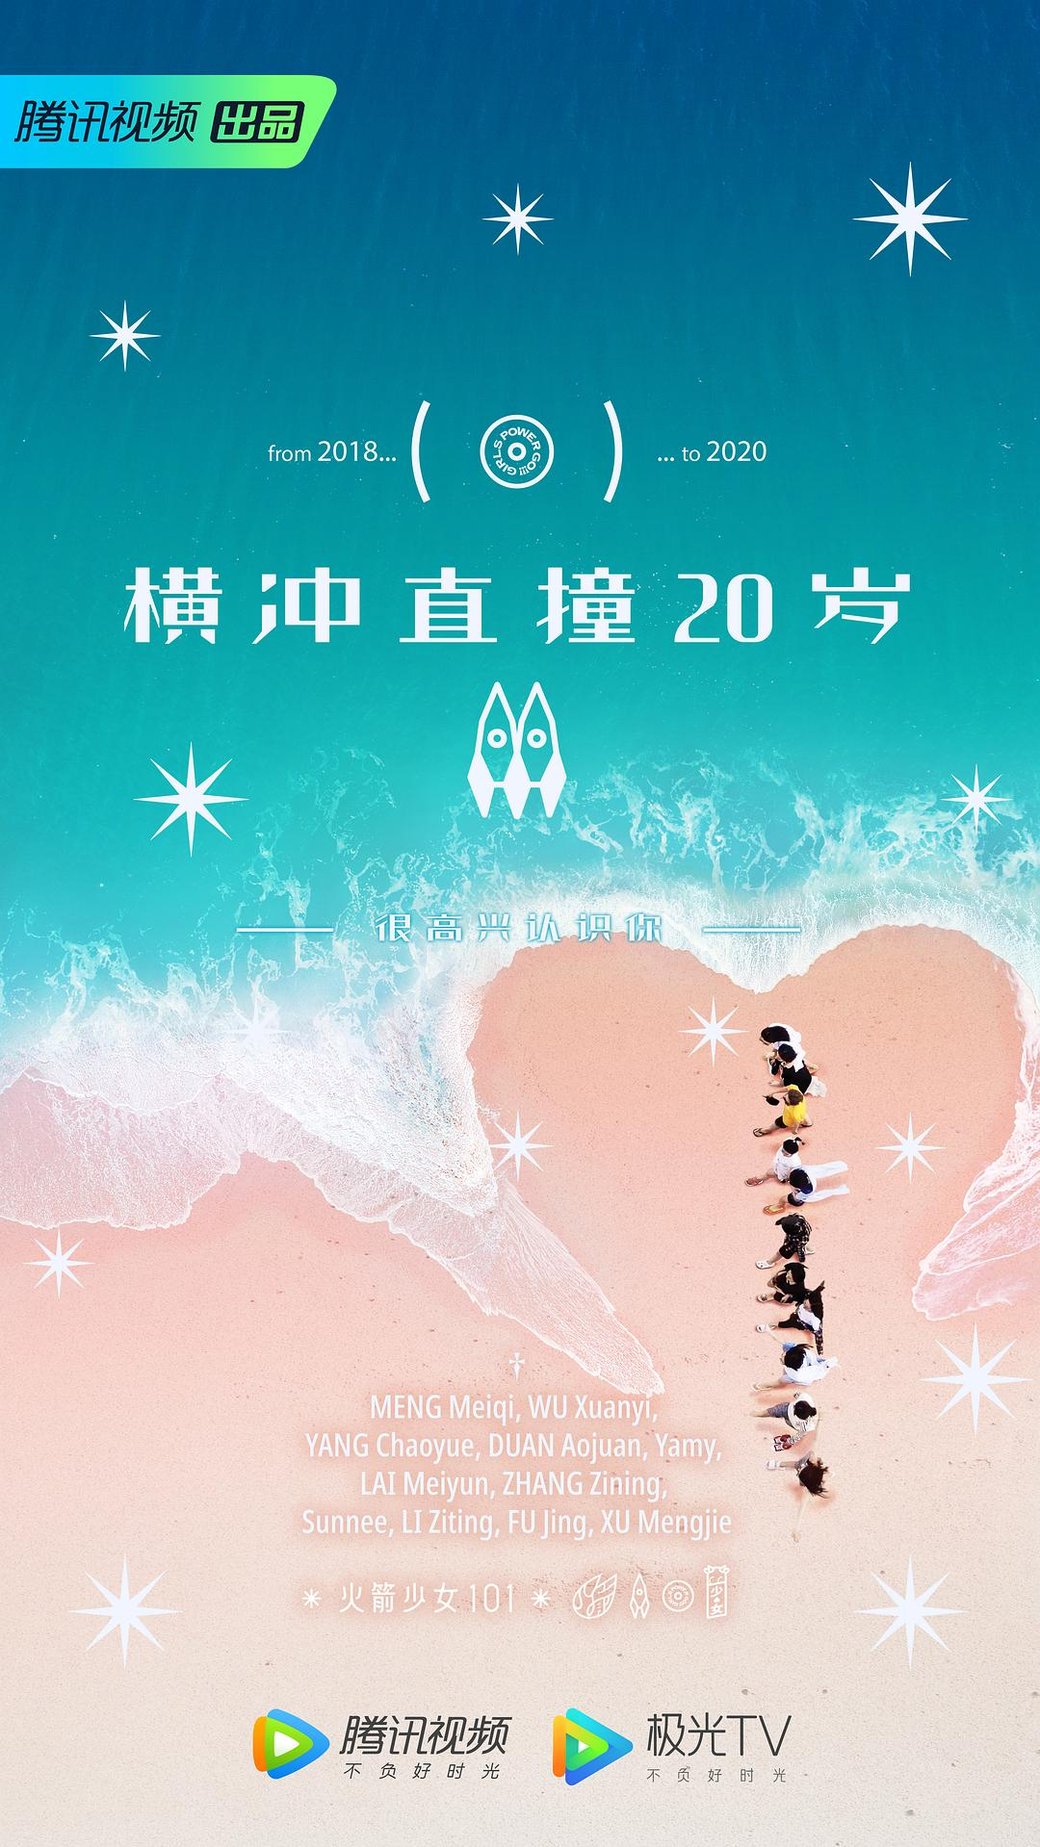 腾讯视频 出品
from 2018... ( GIRLS POWER GO!!! ) ... to 2020
横冲直撞20岁
很高兴认识你
MENG Meiqi, WU Xuanyi,
YANG Chaoyue, DUAN Aojuan, Yamy,
LAI Meiyun, ZHANG Zining,
Sunnee, LI Ziting, FU Jing, XU Mengjie
火箭少女101
腾讯视频 极光TV
不负好时光 不负好时光